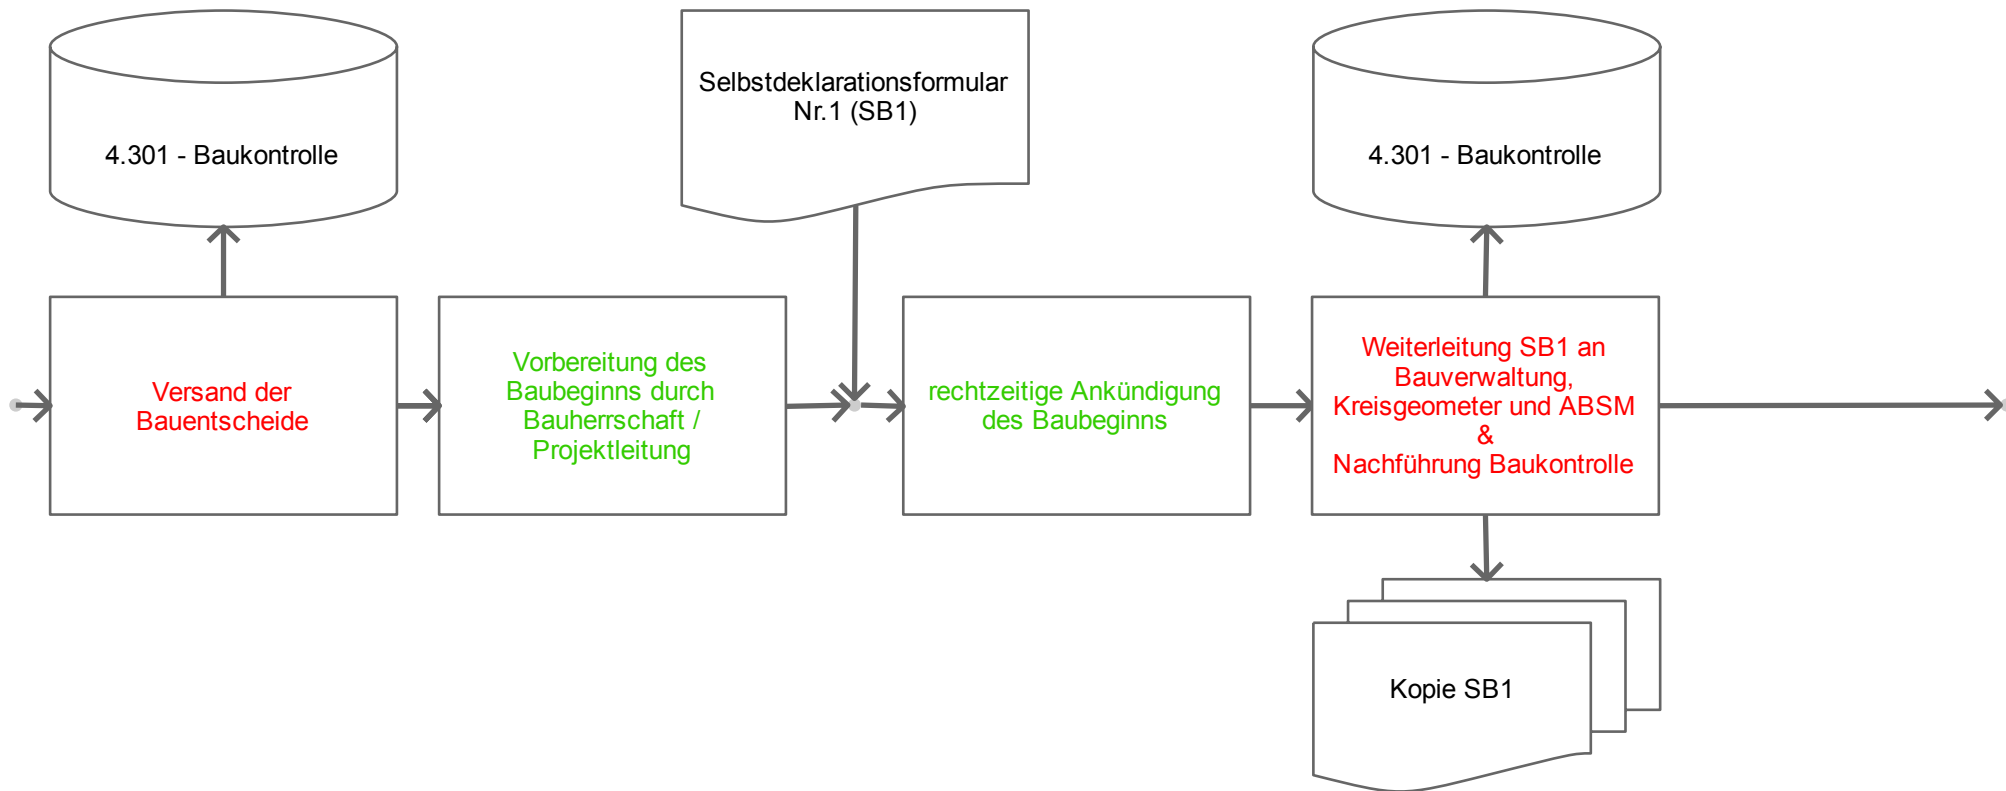 4.301 - Baukontrolle
Selbstdeklarationsformular
Nr.1 (SB1)
4.301 - Baukontrolle
Versand der
Bauentscheide
Vorbereitung des
Baubeginns durch
Bauherrschaft /
Projektleitung
rechtzeitige Ankündigung
des Baubeginns
Weiterleitung SB1 an
Bauverwaltung,
Kreisgeometer und ABSM
&
Nachführung Baukontrolle
Kopie SB1